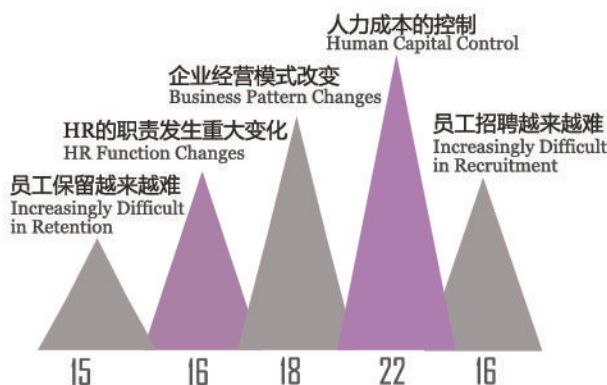 人力成本的控制
Human Capital Control
企业经营模式改变
Business Pattern Changes
HR的职责发生重大变化
HR Function Changes
员工招聘越来越难
Increasingly Difficult
in Recruitment
员工保留越来越难
Increasingly Difficult
in Retention
15 16 18 22 16